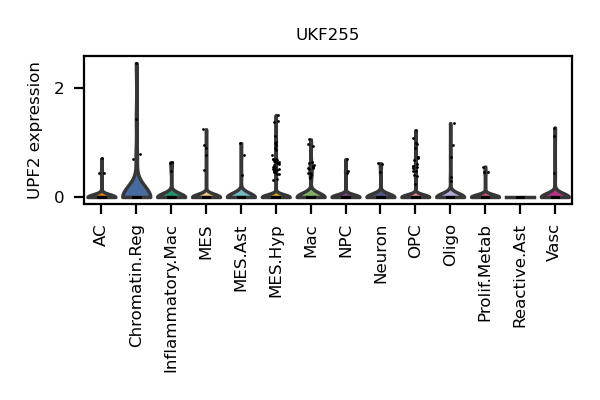 UKF255
UPF2 expression
2
0
AC
Chromatin.Reg
Inflammatory.Mac
MES
MES.Ast
MES.Hyp
Mac
NPC
Neuron
OPC
Oligo
Prolif.Metab
Reactive.Ast
Vasc